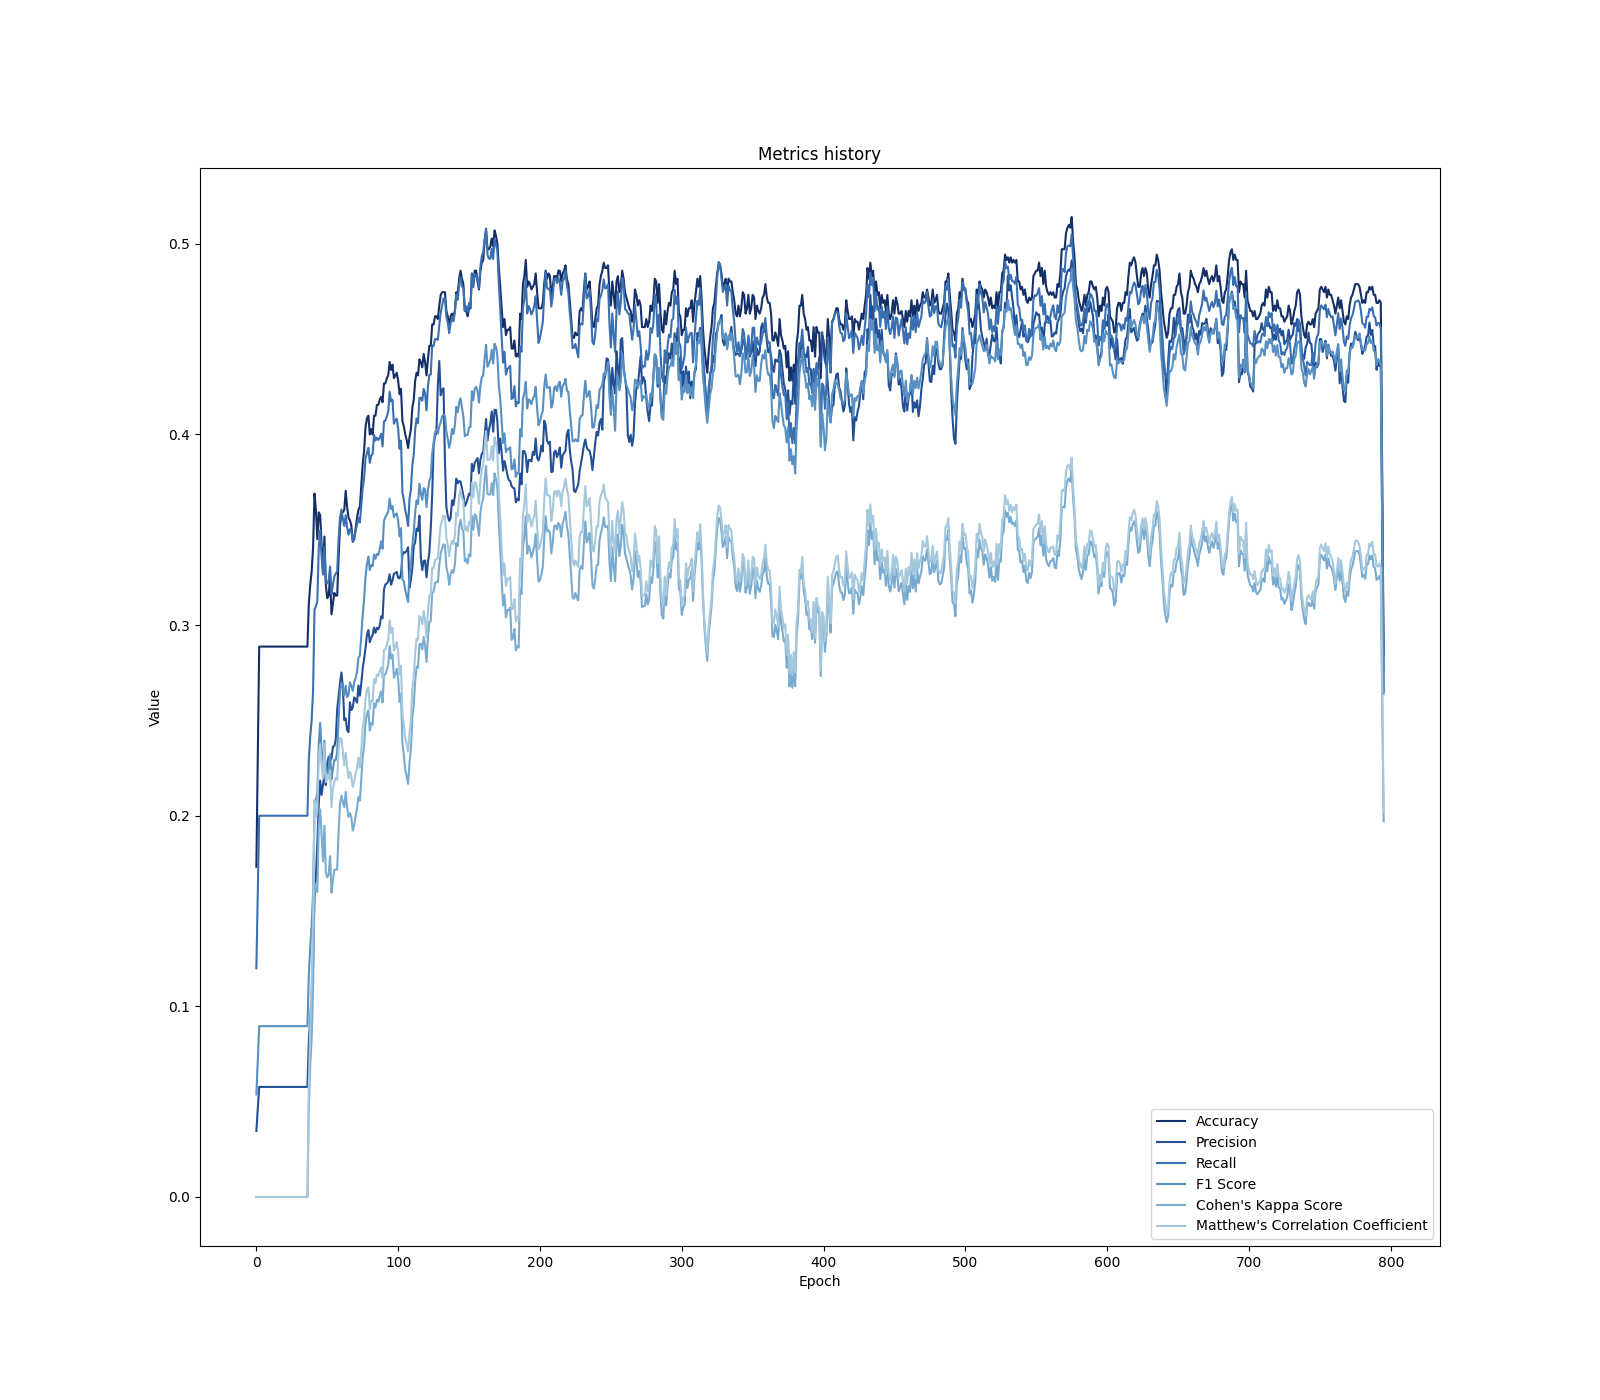 Metrics history
0.5
0.4
0.3
0.2
0.1
0.0
Value
0 100 200 300 400 500 600 700 800
Epoch
Accuracy
Precision
Recall
F1 Score
Cohen's Kappa Score
Matthew's Correlation Coefficient